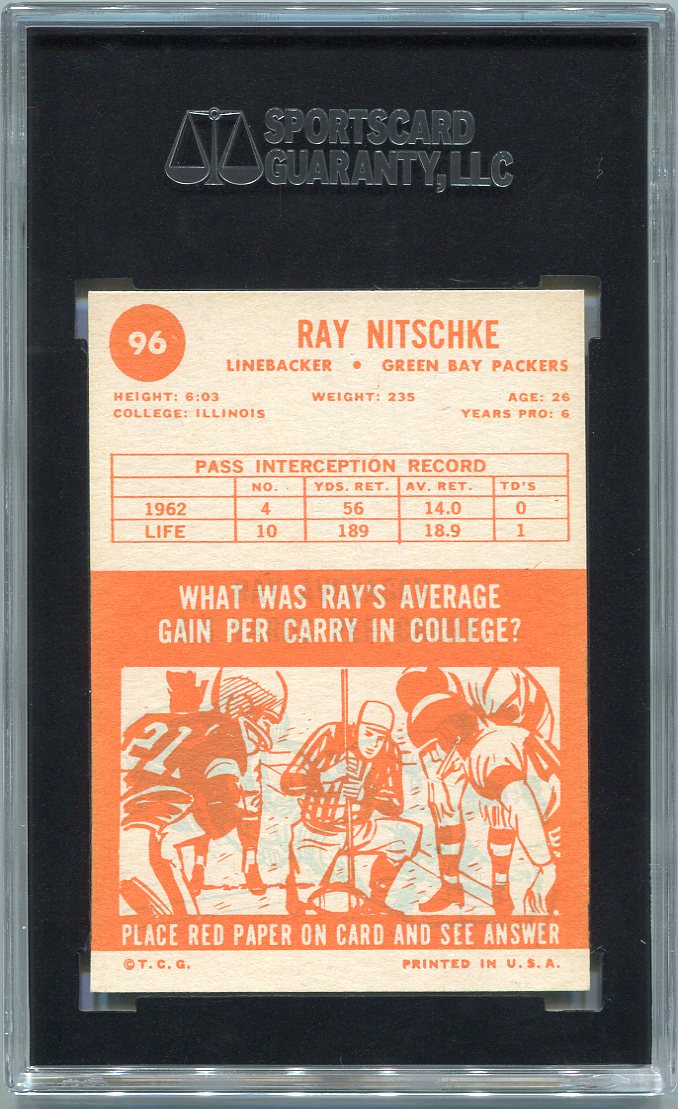 SPORTSCARD
GUARANTY, LLC
96
RAY NITSCHKE
LINEBACKER • GREEN BAY PACKERS
HEIGHT: 6:03 WEIGHT: 235 AGE: 26
COLLEGE: ILLINOIS YEARS PRO: 6
PASS INTERCEPTION RECORD
NO. YDS. RET. AV. RET. TD'S
1962 4 56 14.0 0
LIFE 10 189 18.9 1
WHAT WAS RAY'S AVERAGE
GAIN PER CARRY IN COLLEGE?
21
PLACE RED PAPER ON CARD AND SEE ANSWER
©T.C.G. PRINTED IN U.S.A.